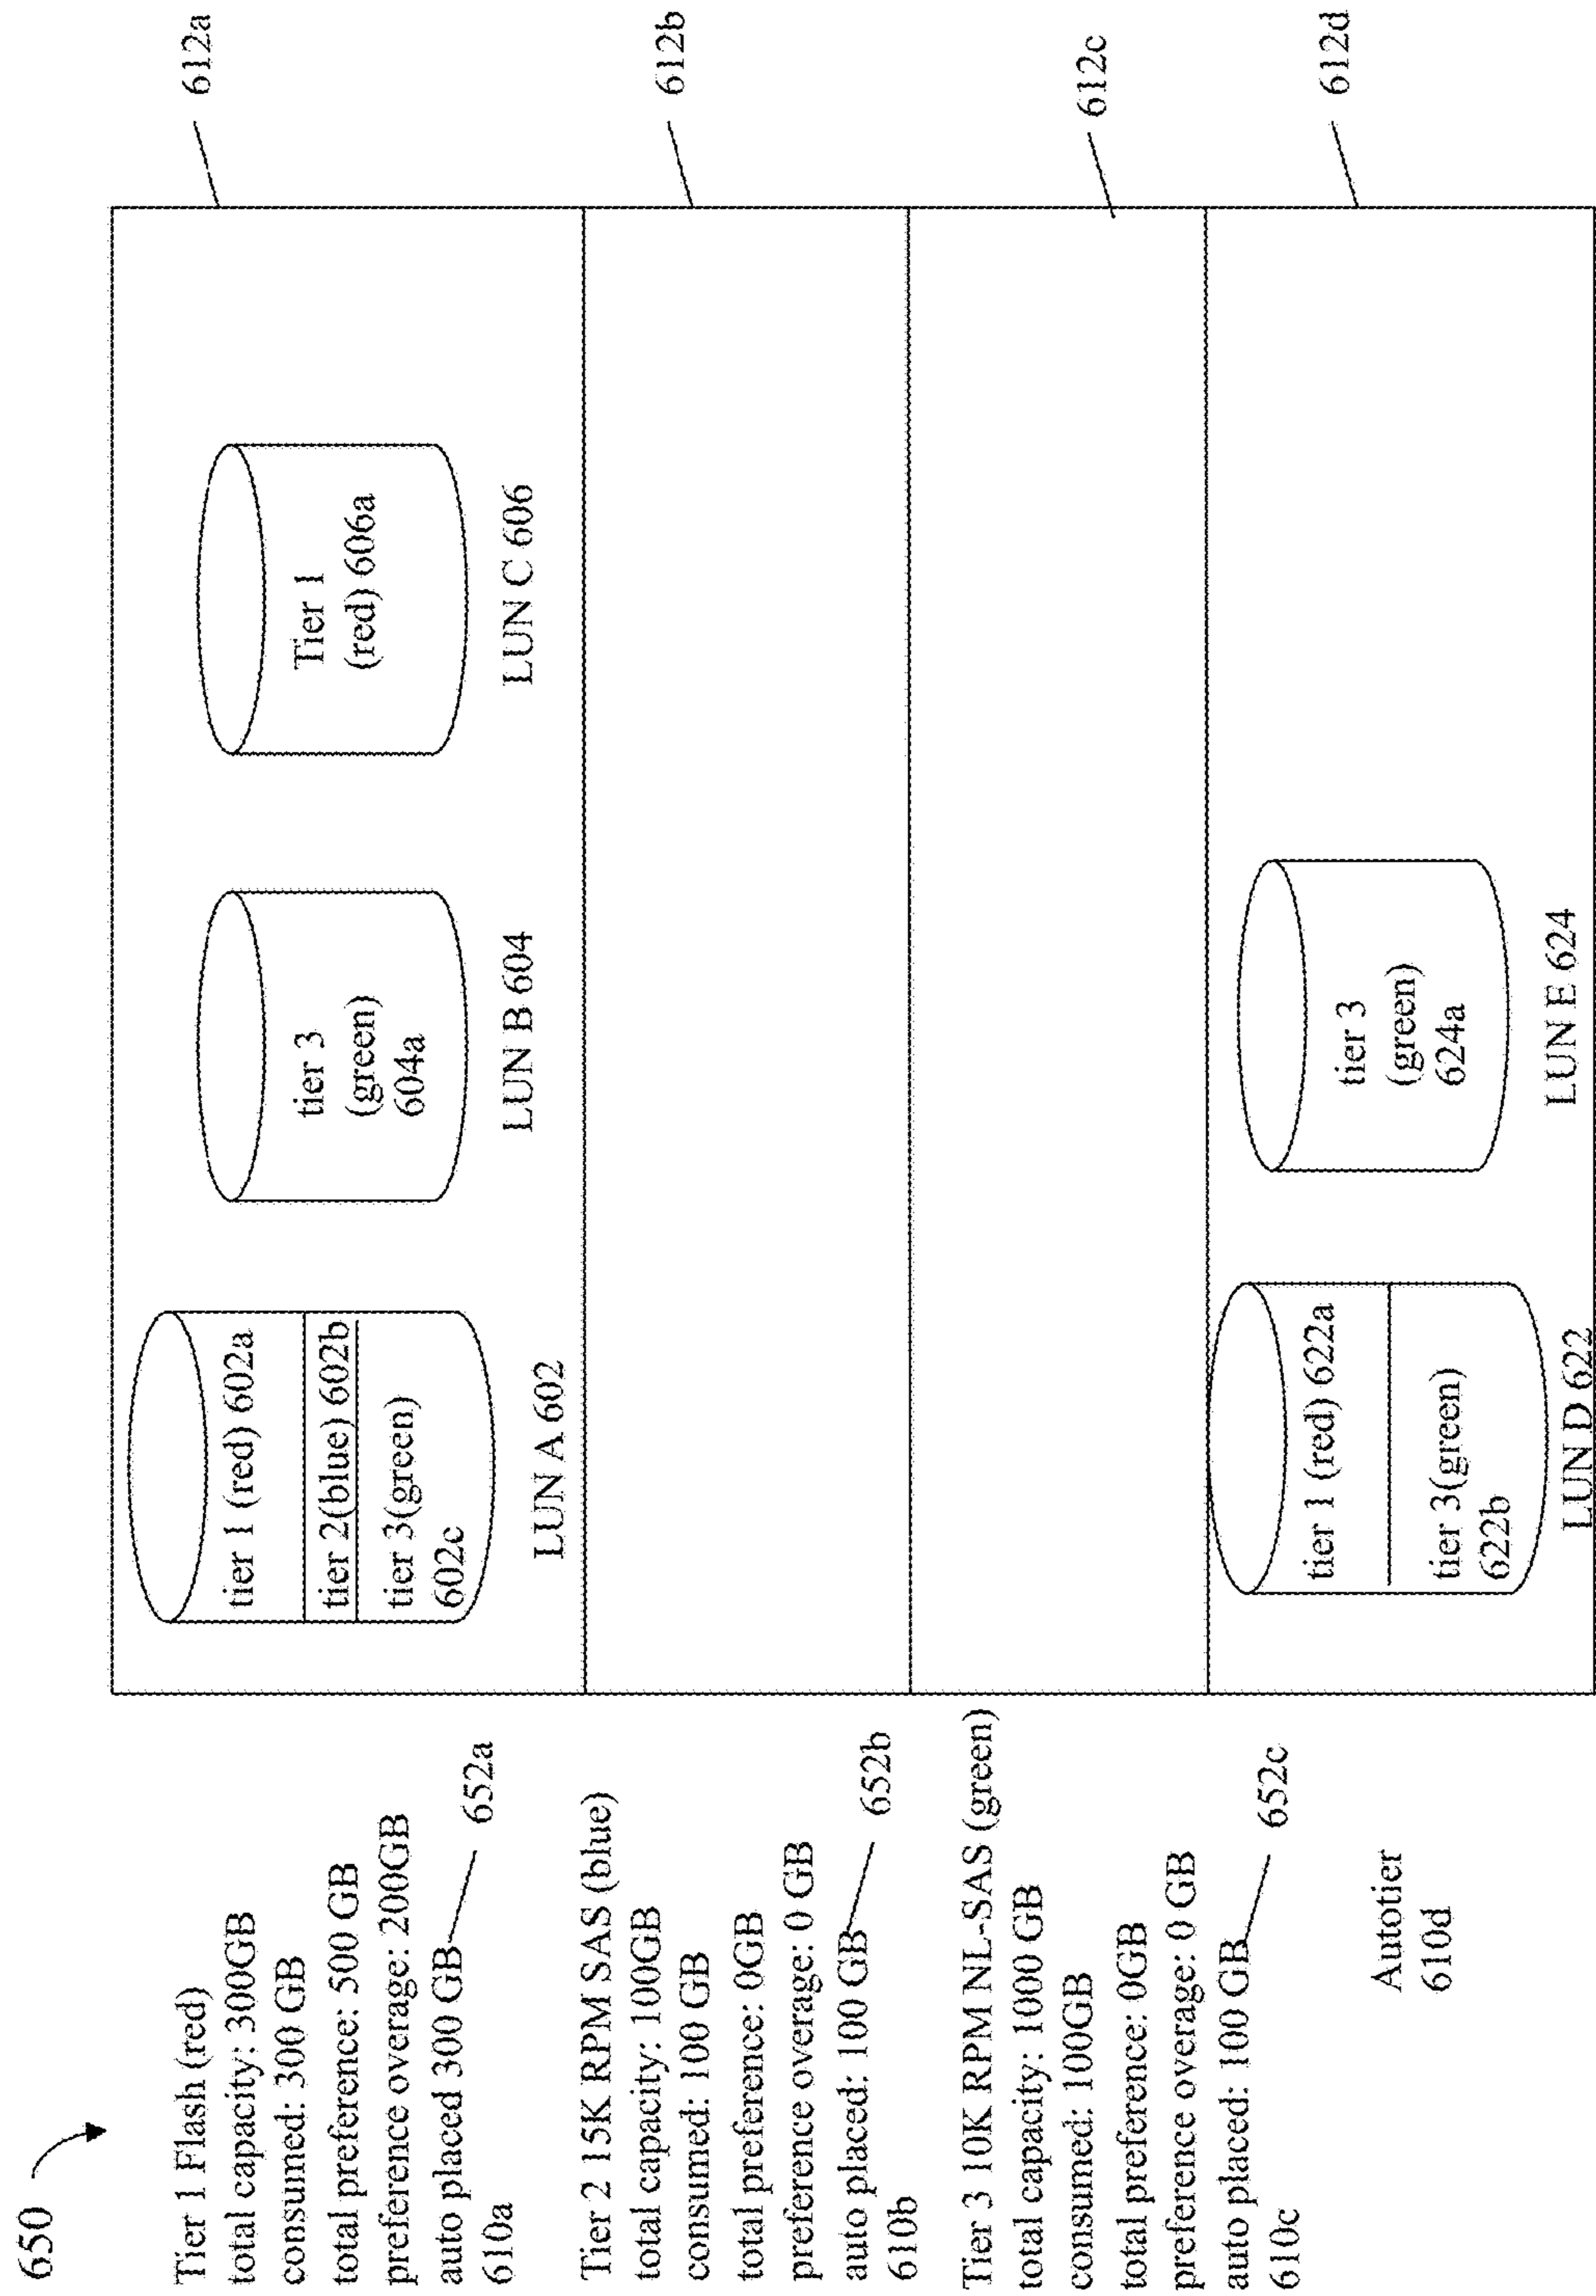 650
Tier 1 Flash (red)
total capacity: 300GB
consumed: 300 GB
total preference: 500 GB
preference overage: 200GB
auto placed 300 GB
610a
652a
tier 1 (red) 602a
tier 2(blue) 602b
tier 3(green)
602c
LUN A 602
tier 3
(green)
604a
LUN B 604
Tier 1
(red) 606a
LUN C 606
612a
Tier 2 15K RPM SAS (blue)
total capacity: 100GB
consumed: 100 GB
total preference: 0GB
preference overage: 0 GB
auto placed: 100 GB
610b
652b
612b
Tier 3 10K RPM NL-SAS (green)
total capacity: 1000 GB
consumed: 100GB
total preference: 0GB
preference overage: 0 GB
auto placed: 100 GB
610c
652c
612c
Autotier
610d
tier 1 (red) 622a
tier 3(green)
622b
LUN D 622
tier 3
(green)
624a
LUN E 624
612d